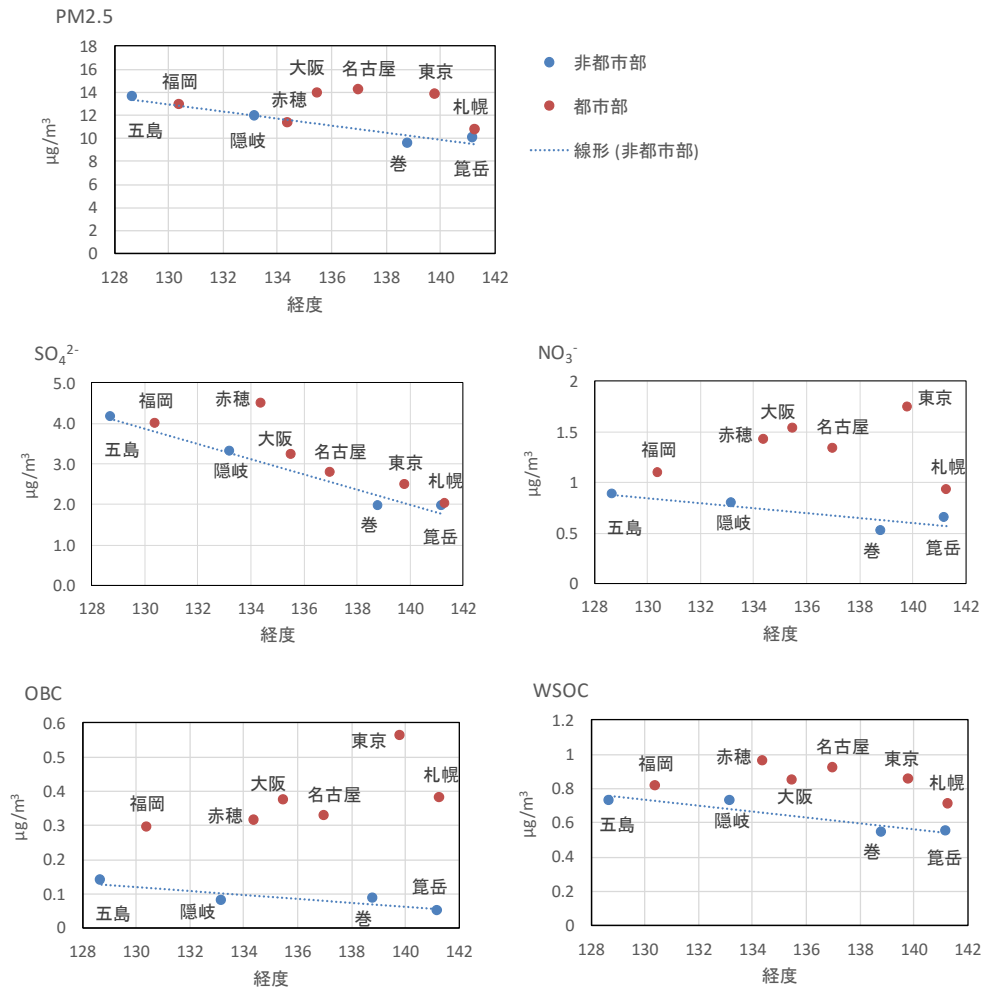 PM2.5
μg/m³
18
16
14
12
10
8
6
4
2
0
128 130 132 134 136 138 140 142
経度
五島
福岡
隠岐
赤穂
大阪
名古屋
巻
東京
札幌
箟岳
非都市部
都市部
線形 (非都市部)
SO₄²⁻
μg/m³
5.0
4.0
3.0
2.0
1.0
0.0
128 130 132 134 136 138 140 142
経度
五島
福岡
隠岐
赤穂
大阪
名古屋
巻
東京
札幌
箟岳
NO₃⁻
μg/m³
2
1.5
1
0.5
0
128 130 132 134 136 138 140 142
経度
五島
福岡
隠岐
赤穂
大阪
名古屋
巻
東京
札幌
箟岳
OBC
μg/m³
0.6
0.5
0.4
0.3
0.2
0.1
0
128 130 132 134 136 138 140 142
経度
五島
福岡
隠岐
赤穂
大阪
名古屋
巻
東京
札幌
箟岳
WSOC
μg/m³
1.2
1
0.8
0.6
0.4
0.2
0
128 130 132 134 136 138 140 142
経度
五島
福岡
隠岐
赤穂
大阪
名古屋
巻
東京
札幌
箟岳